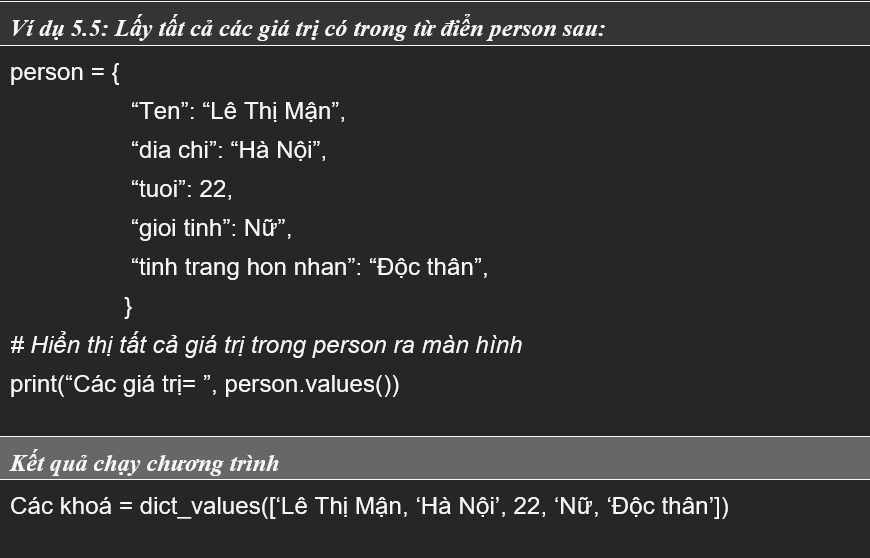 Ví dụ 5.5: Lấy tất cả các giá trị có trong từ điển person sau:
person = {
“Ten”: “Lê Thị Mận”,
“dia chi”: “Hà Nội”,
“tuoi”: 22,
“gioi tinh”: Nữ”,
“tinh trang hon nhan”: “Độc thân”,
}
# Hiển thị tất cả giá trị trong person ra màn hình
print(“Các giá trị= ”, person.values())
Kết quả chạy chương trình
Các khoá = dict_values([‘Lê Thị Mận, ‘Hà Nội’, 22, ‘Nữ, ‘Độc thân’])